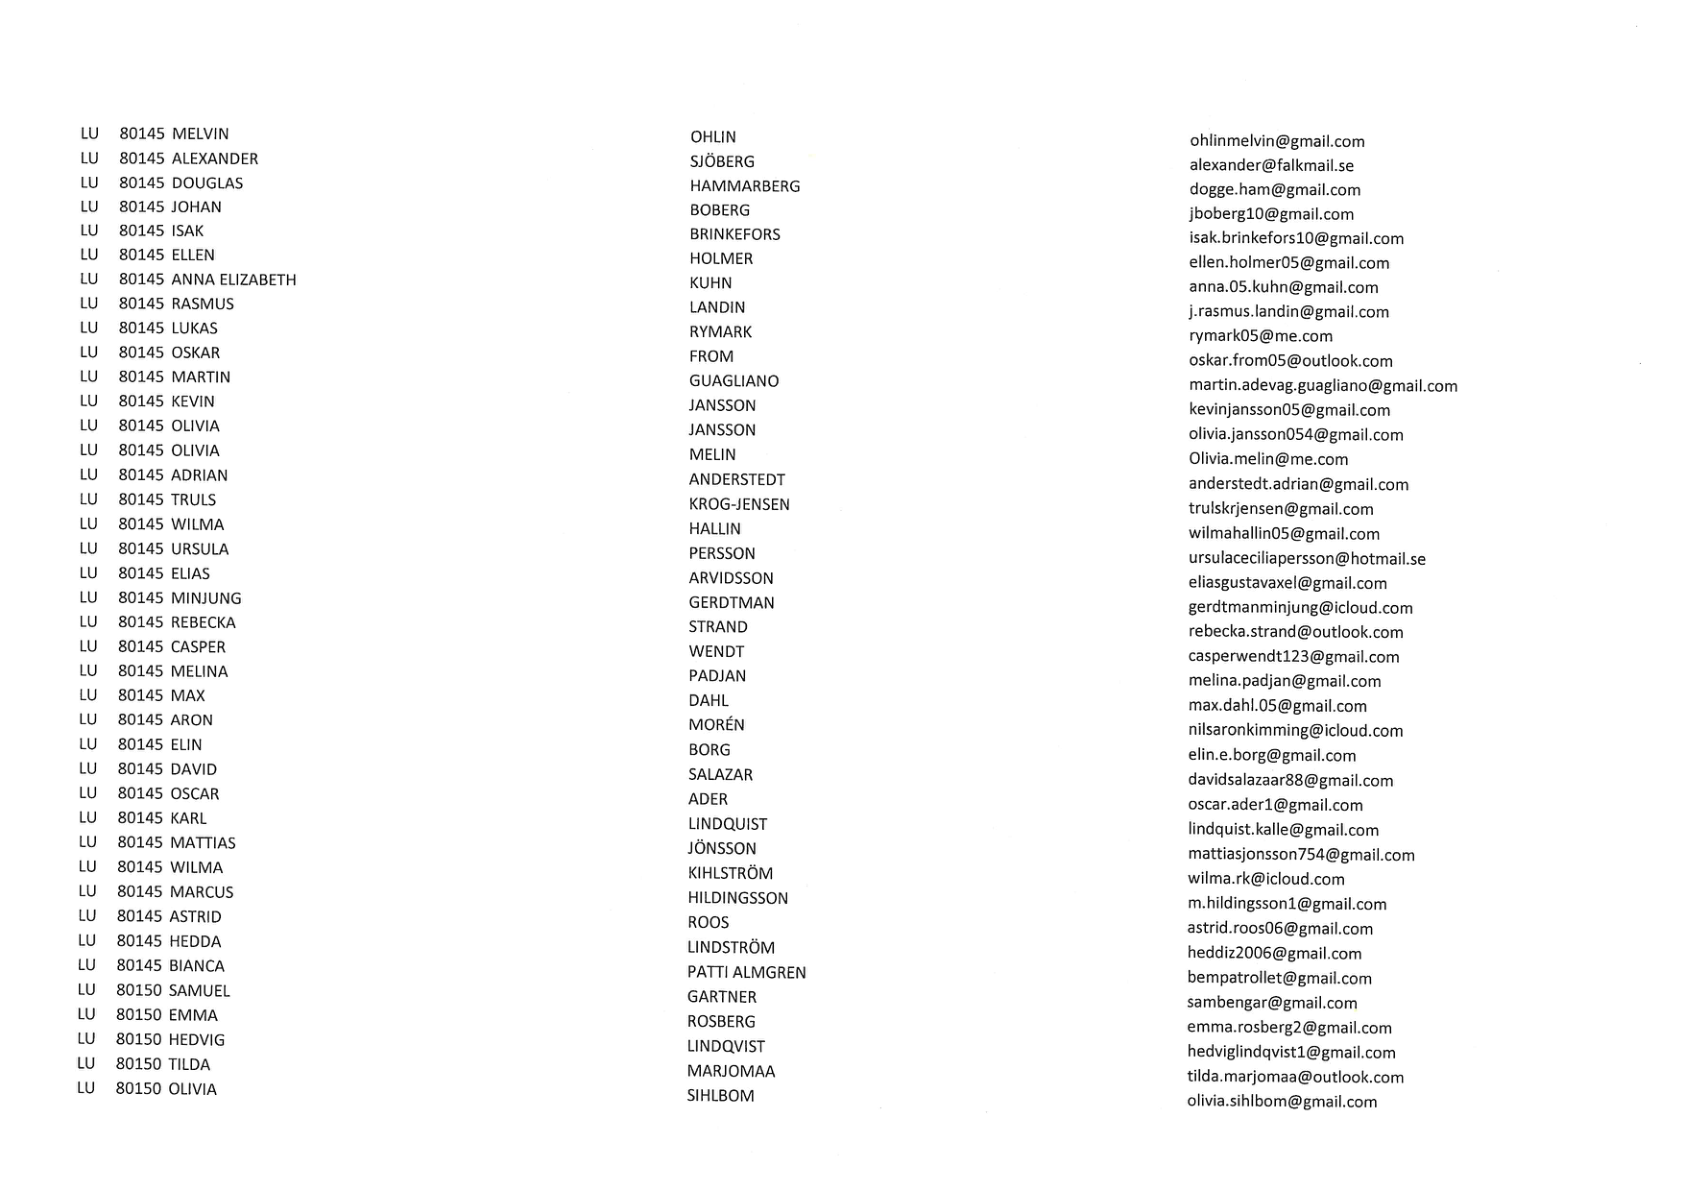 LU 80145 MELVIN OHLIN ohlinmelvin@gmail.com
LU 80145 ALEXANDER SJÖBERG alexander@falkmail.se
LU 80145 DOUGLAS HAMMARBERG dogge.ham@gmail.com
LU 80145 JOHAN BOBERG jboberg10@gmail.com
LU 80145 ISAK BRINKEFORS isak.brinkefors10@gmail.com
LU 80145 ELLEN HOLMER ellen.holmer05@gmail.com
LU 80145 ANNA ELIZABETH KUHN anna.05.kuhn@gmail.com
LU 80145 RASMUS LANDIN j.rasmus.landin@gmail.com
LU 80145 LUKAS RYMARK rymark05@me.com
LU 80145 OSKAR FROM oskar.from05@outlook.com
LU 80145 MARTIN GUAGLIANO martin.adevag.guagliano@gmail.com
LU 80145 KEVIN JANSSON kevinjansson05@gmail.com
LU 80145 OLIVIA JANSSON olivia.jansson054@gmail.com
LU 80145 OLIVIA MELIN Olivia.melin@me.com
LU 80145 ADRIAN ANDERSTEDT anderstedt.adrian@gmail.com
LU 80145 TRULS KROG-JENSEN trulskrjensen@gmail.com
LU 80145 WILMA HALLIN wilmahallin05@gmail.com
LU 80145 URSULA PERSSON ursulaceciliapersson@hotmail.se
LU 80145 ELIAS ARVIDSSON eliasgustavaxel@gmail.com
LU 80145 MINJUNG GERDTMAN gerdtmanminjung@icloud.com
LU 80145 REBECKA STRAND rebecka.strand@outlook.com
LU 80145 CASPER WENDT casperwendt123@gmail.com
LU 80145 MELINA PADJAN melina.padjan@gmail.com
LU 80145 MAX DAHL max.dahl.05@gmail.com
LU 80145 ARON MORÉN nilsaronkimming@icloud.com
LU 80145 ELIN BORG elin.e.borg@gmail.com
LU 80145 DAVID SALAZAR davidsalazaar88@gmail.com
LU 80145 OSCAR ADER oscar.ader1@gmail.com
LU 80145 KARL LINDQUIST lindquist.kalle@gmail.com
LU 80145 MATTIAS JÖNSSON mattiasjonsson754@gmail.com
LU 80145 WILMA KIHLSTRÖM wilma.rk@icloud.com
LU 80145 MARCUS HILDINGSSON m.hildingsson1@gmail.com
LU 80145 ASTRID ROOS astrid.roos06@gmail.com
LU 80145 HEDDA LINDSTRÖM heddiz2006@gmail.com
LU 80145 BIANCA PATTI ALMGREN bempatrollet@gmail.com
LU 80150 SAMUEL GARTNER sambengar@gmail.com
LU 80150 EMMA ROSBERG emma.rosberg2@gmail.com
LU 80150 HEDVIG LINDQVIST hedviglindqvist1@gmail.com
LU 80150 TILDA MARJOMAA tilda.marjomaa@outlook.com
LU 80150 OLIVIA SIHLBOM olivia.sihlbom@gmail.com